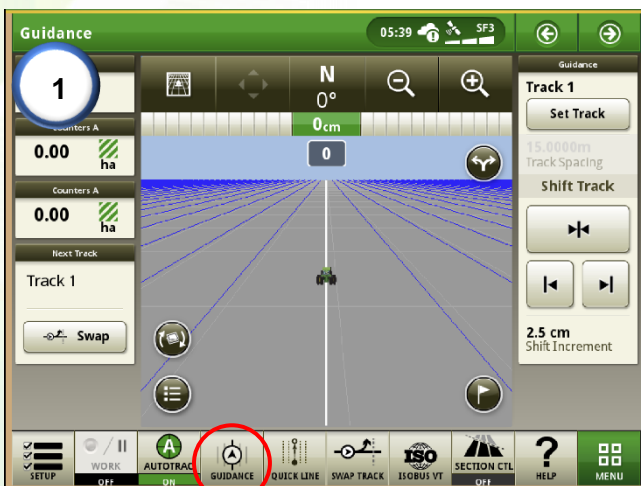 Guidance
05:39
SF3
1
Counters A
0.00
ha
Counters A
0.00
ha
Next Track
Track 1
Swap
N
0°
0cm
0
Guidance
Track 1
Set Track
15.0000m
Track Spacing
Shift Track
2.5 cm
Shift Increment
SETUP
WORK
OFF
A
AUTOTRAC
ON
GUIDANCE
QUICK LINE
SWAP TRACK
ISO
ISOBUS VT
SECTION CTL
OFF
?
HELP
MENU